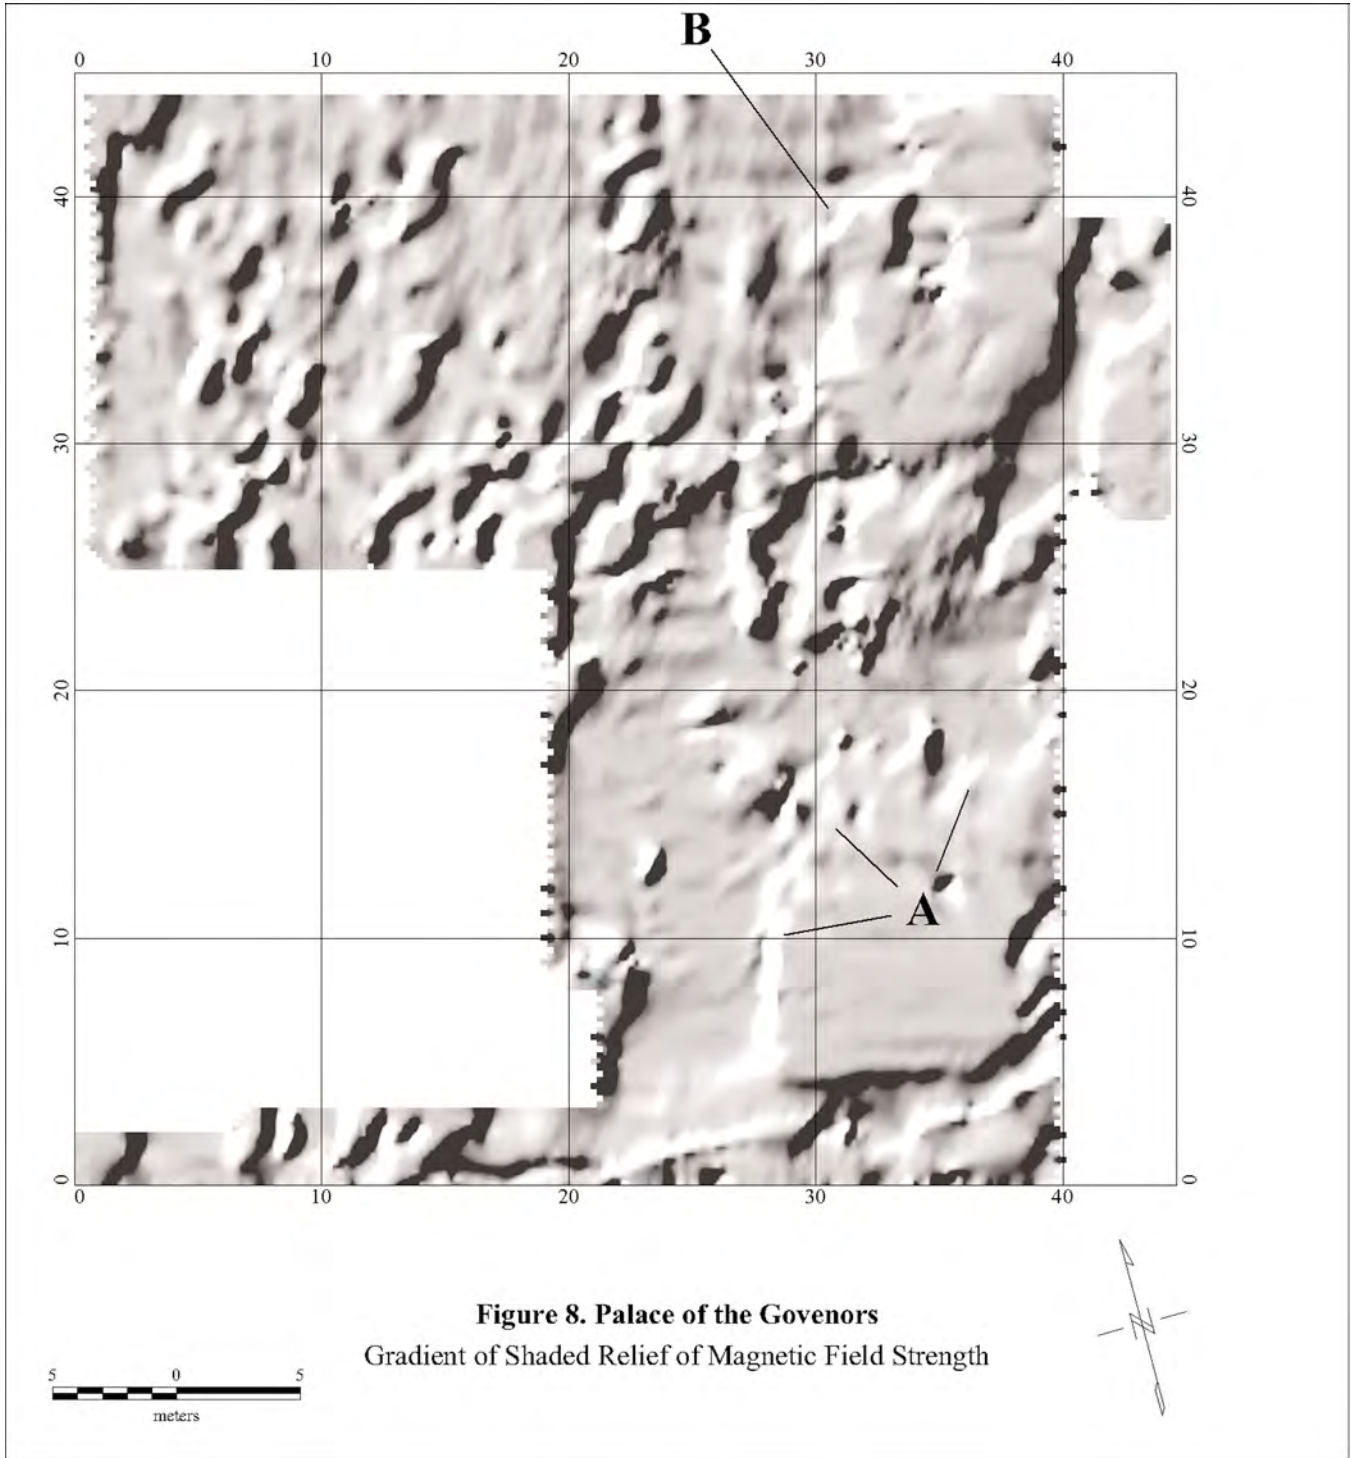 B
0 10 20 30 40
40 40
30 30
20 20
A
10 10
0 0
0 10 20 30 40
N
Figure 8. Palace of the Govenors
Gradient of Shaded Relief of Magnetic Field Strength
5 0 5
meters